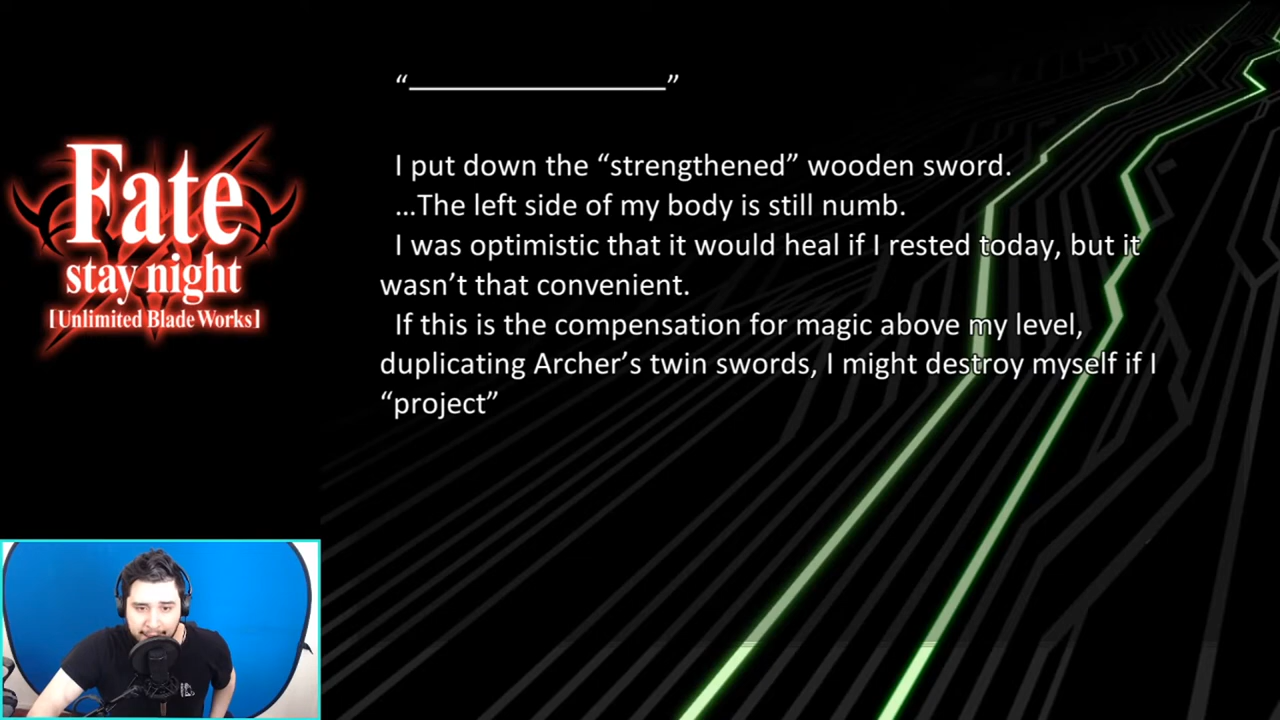 Fate
stay night
[Unlimited Blade Works]
“――――――――――”
I put down the “strengthened” wooden sword.
…The left side of my body is still numb.
I was optimistic that it would heal if I rested today, but it
wasn’t that convenient.
If this is the compensation for magic above my level,
duplicating Archer’s twin swords, I might destroy myself if I
“project”